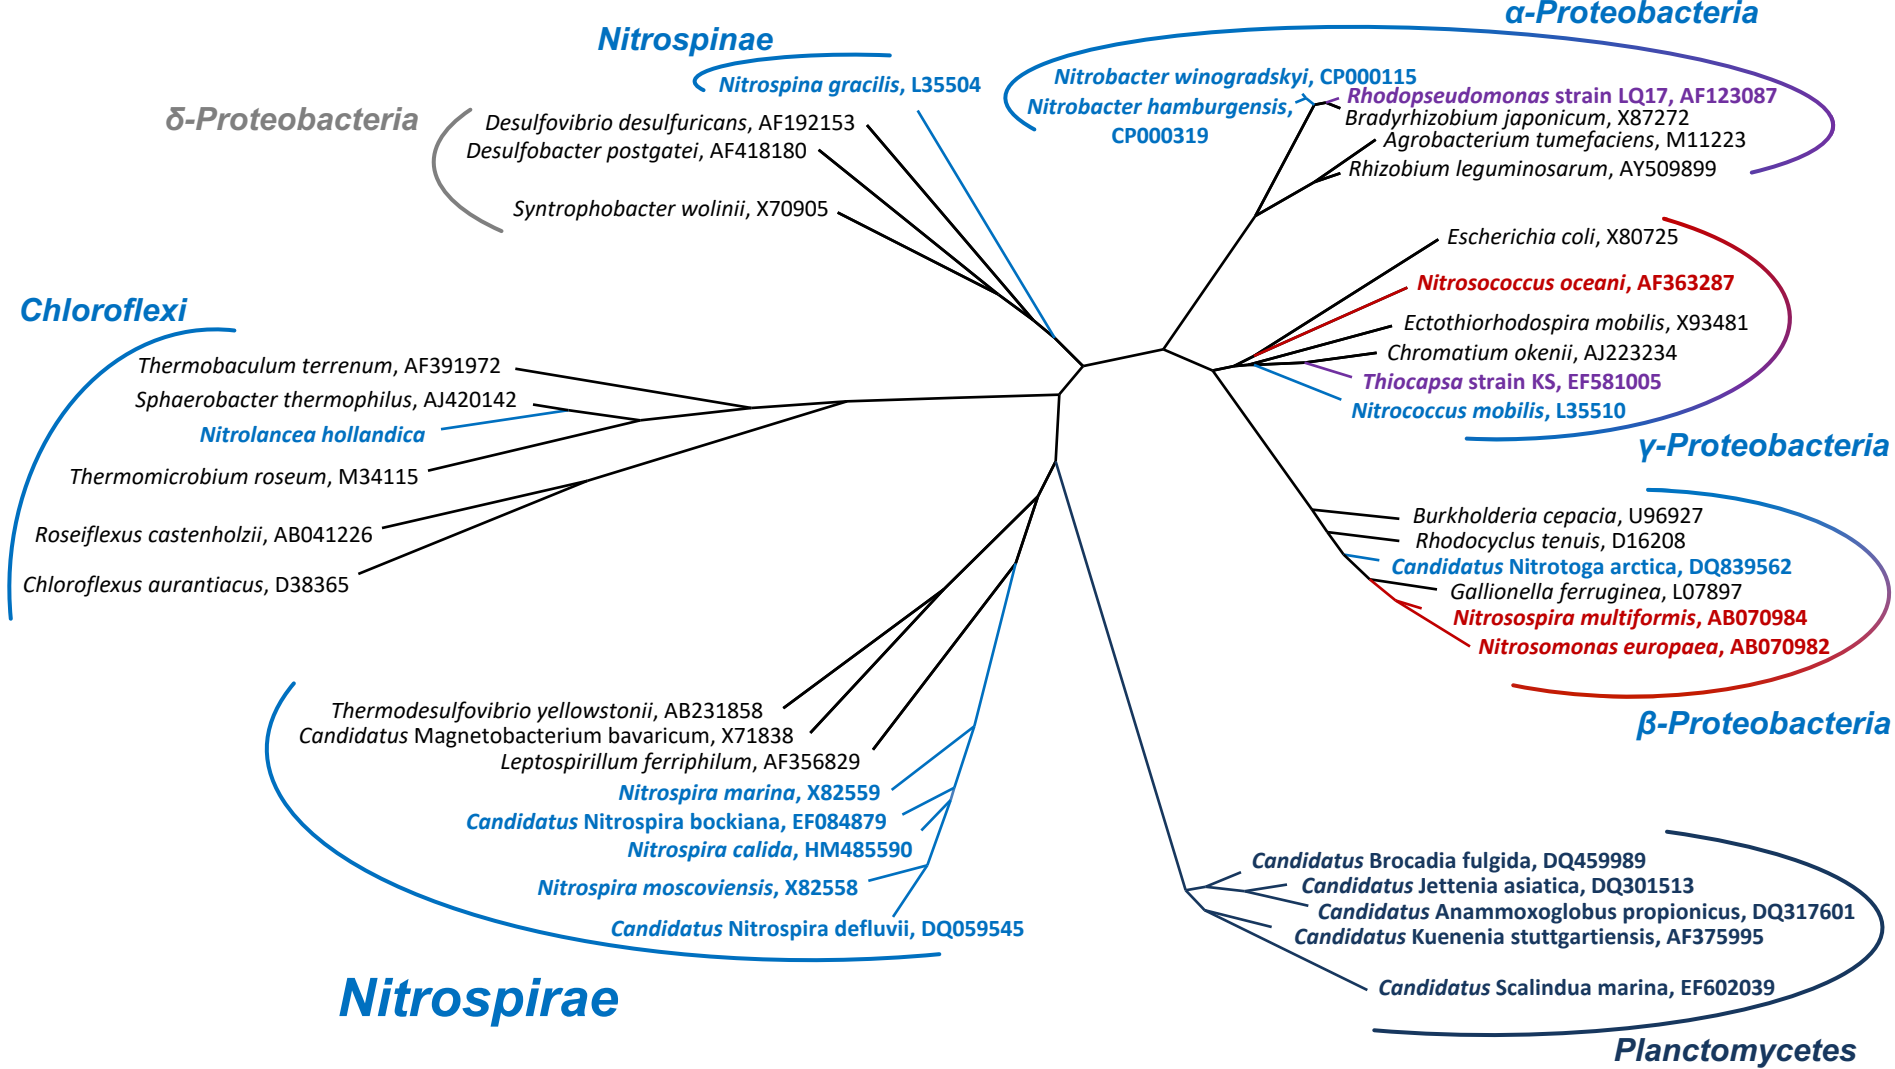 α-Proteobacteria
Nitrospinae
Nitrobacter winogradskyi, CP000115
Nitrospina gracilis, L35504
Rhodopseudomonas strain LQ17, AF123087
Nitrobacter hamburgensis,
CP000319
Bradyrhizobium japonicum, X87272
δ-Proteobacteria
Desulfovibrio desulfuricans, AF192153
Agrobacterium tumefaciens, M11223
Desulfobacter postgatei, AF418180
Rhizobium leguminosarum, AY509899
Syntrophobacter wolinii, X70905
Escherichia coli, X80725
Nitrosococcus oceani, AF363287
Chloroflexi
Ectothiorhodospira mobilis, X93481
Chromatium okenii, AJ223234
Thermobaculum terrenum, AF391972
Thiocapsa strain KS, EF581005
Sphaerobacter thermophilus, AJ420142
Nitrococcus mobilis, L35510
Nitrolancea hollandica
γ-Proteobacteria
Thermomicrobium roseum, M34115
Burkholderia cepacia, U96927
Roseiflexus castenholzii, AB041226
Rhodocyclus tenuis, D16208
Candidatus Nitrotoga arctica, DQ839562
Chloroflexus aurantiacus, D38365
Gallionella ferruginea, L07897
Nitrosospira multiformis, AB070984
Nitrosomonas europaea, AB070982
Thermodesulfovibrio yellowstonii, AB231858
β-Proteobacteria
Candidatus Magnetobacterium bavaricum, X71838
Leptospirillum ferriphilum, AF356829
Nitrospira marina, X82559
Candidatus Nitrospira bockiana, EF084879
Nitrospira calida, HM485590
Candidatus Brocadia fulgida, DQ459989
Nitrospira moscoviensis, X82558
Candidatus Jettenia asiatica, DQ301513
Candidatus Anammoxoglobus propionicus, DQ317601
Candidatus Nitrospira defluvii, DQ059545
Candidatus Kuenenia stuttgartiensis, AF375995
Candidatus Scalindua marina, EF602039
Nitrospirae
Planctomycetes